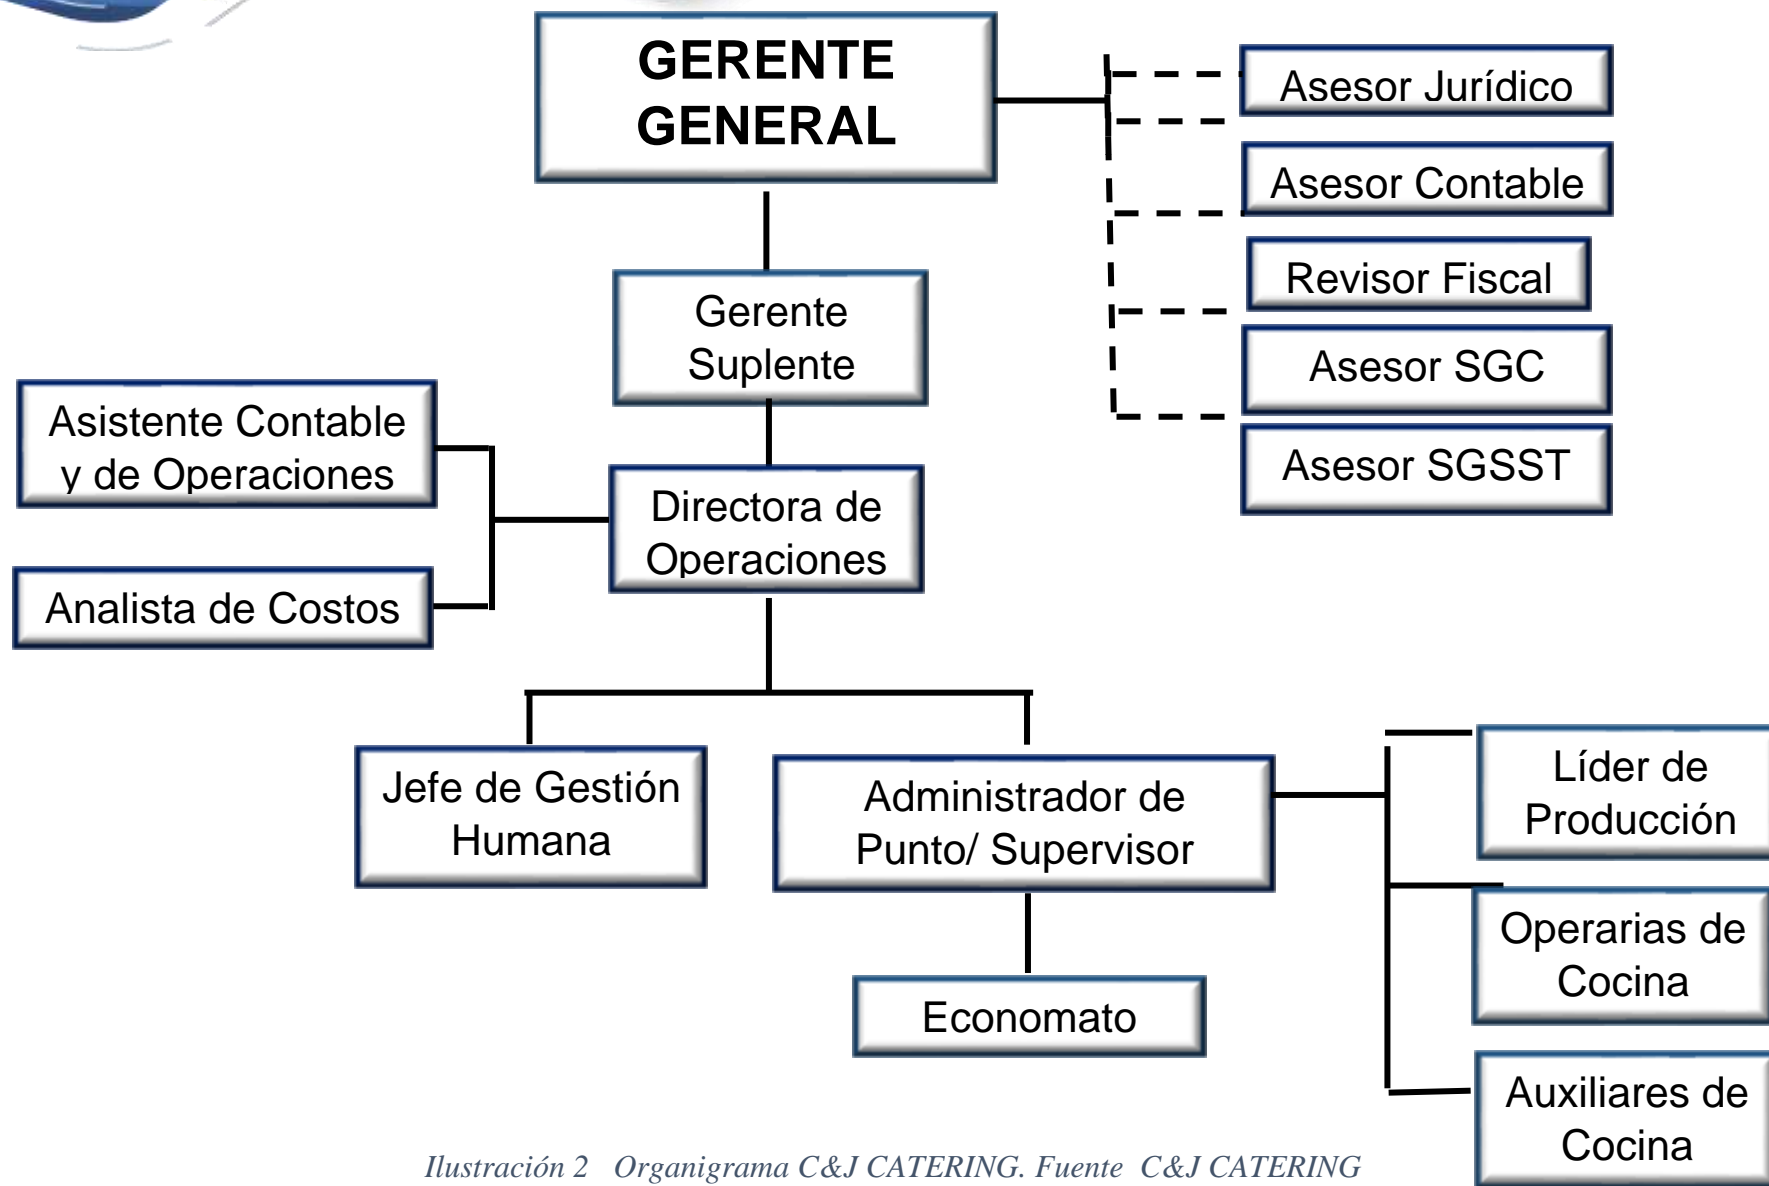 GERENTE
GENERAL
Asesor Jurídico
Asesor Contable
Revisor Fiscal
Asesor SGC
Asesor SGSST
Gerente
Suplente
Asistente Contable
y de Operaciones
Directora de
Operaciones
Analista de Costos
Jefe de Gestión
Humana
Administrador de
Punto/ Supervisor
Líder de
Producción
Operarias de
Cocina
Economato
Auxiliares de
Cocina
Ilustración 2 Organigrama C&J CATERING. Fuente C&J CATERING